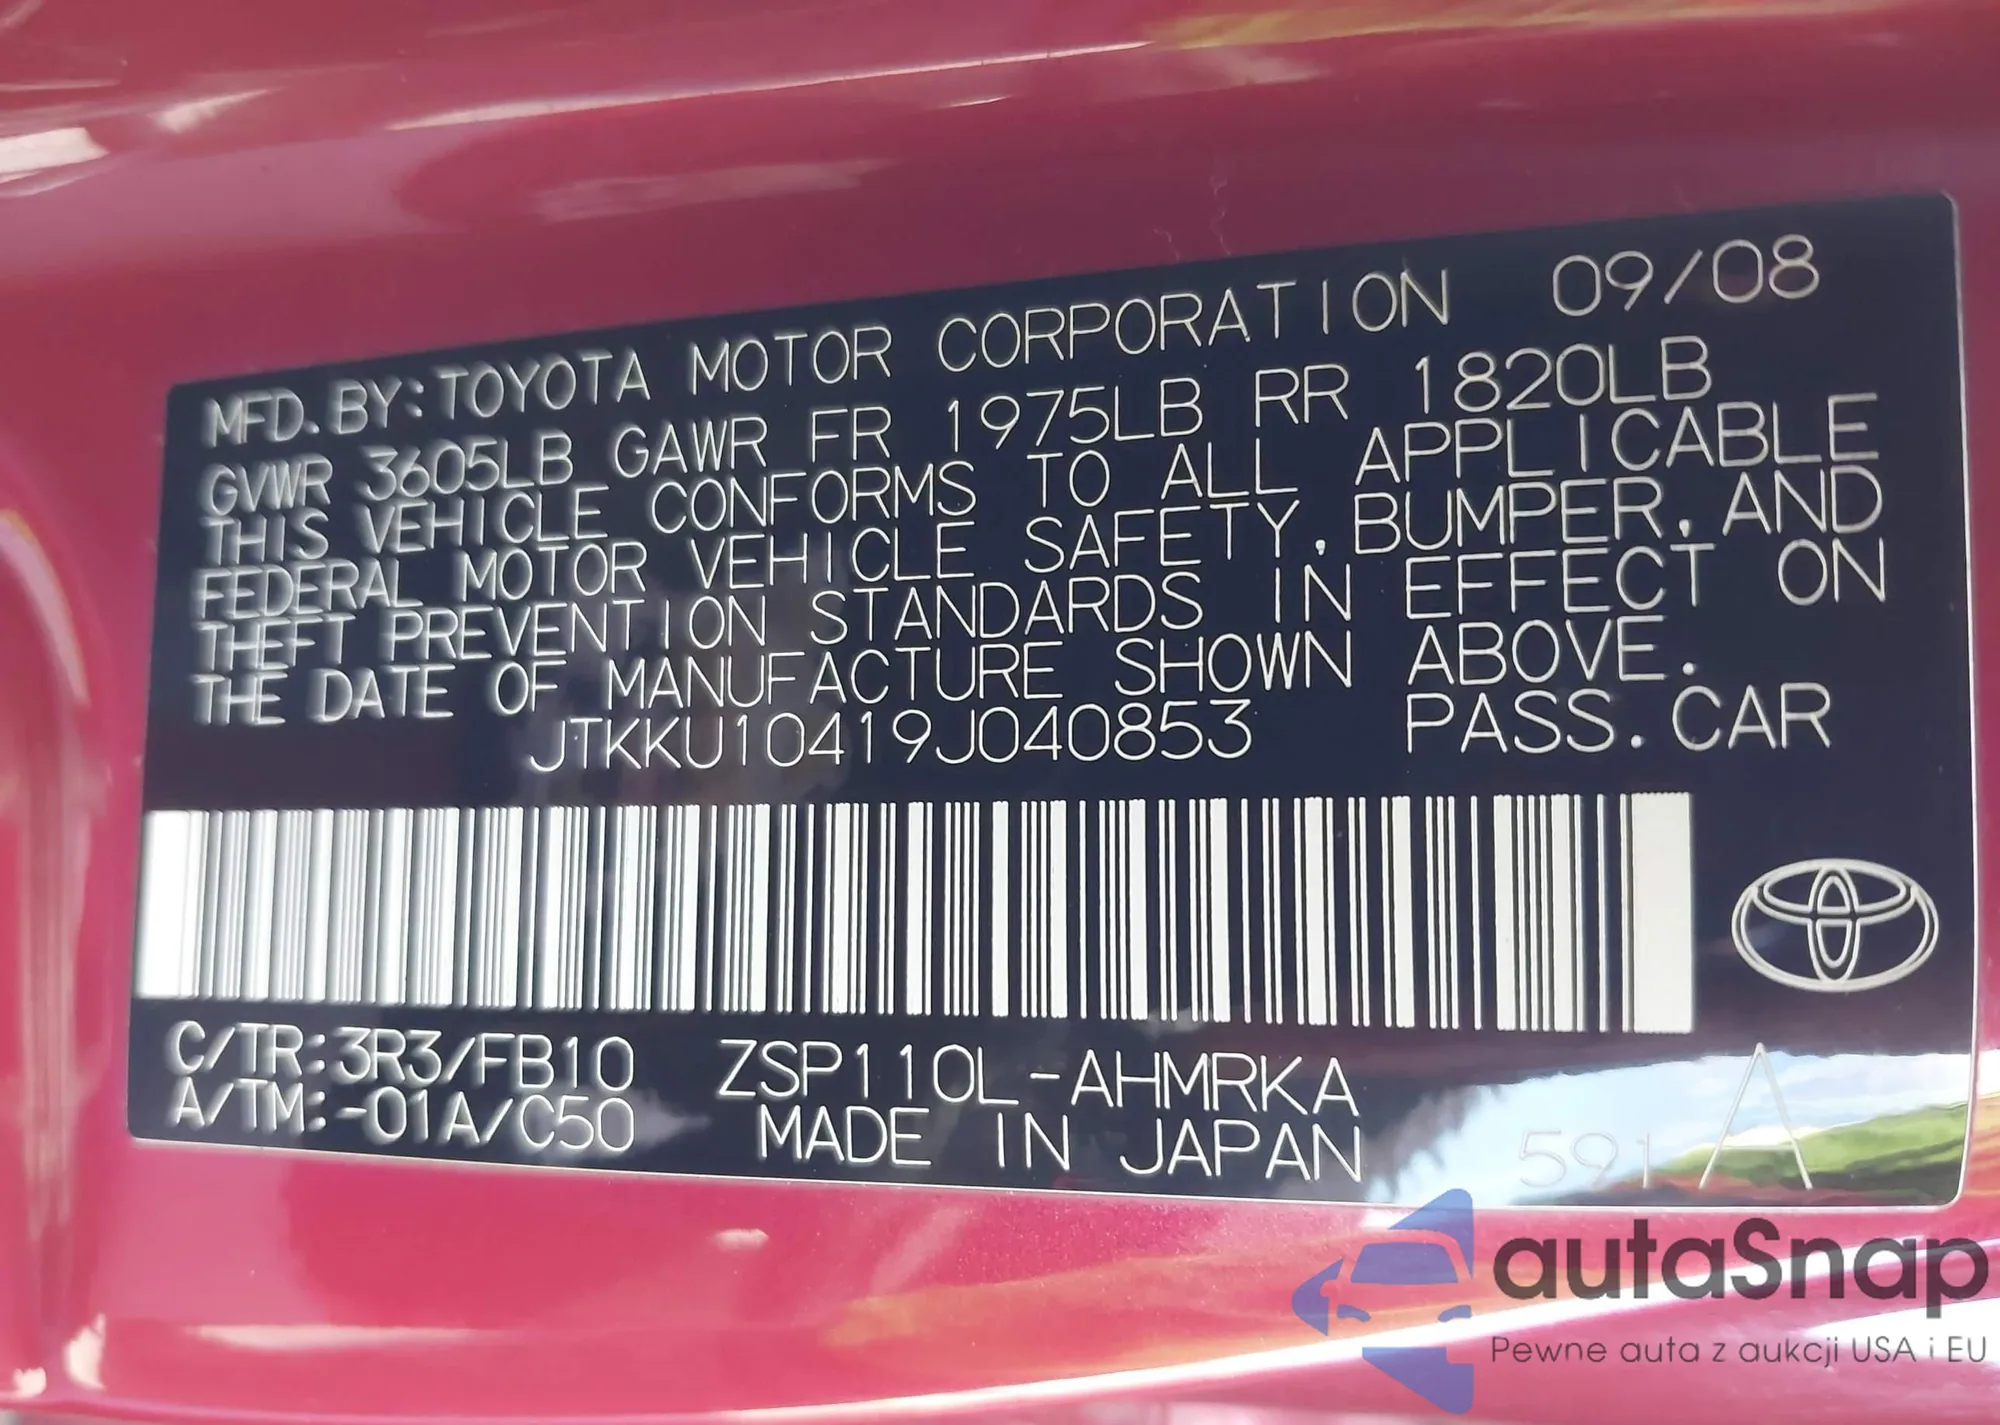 MFD. BY: TOYOTA MOTOR CORPORATION 09/08
GVWR 3605LB GAWR FR 1975LB RR 1820LB
THIS VEHICLE CONFORMS TO ALL APPLICABLE
FEDERAL MOTOR VEHICLE SAFETY, BUMPER, AND
THEFT PREVENTION STANDARDS IN EFFECT ON
THE DATE OF MANUFACTURE SHOWN ABOVE.
JTKKU10419J040853 PASS. CAR
C/TR: 3R3/FB10 ZSP110L-AHMRKA
A/TM: -01A/C50 MADE IN JAPAN 591 A
autaSnap
Pewne auta z aukcji USA i EU